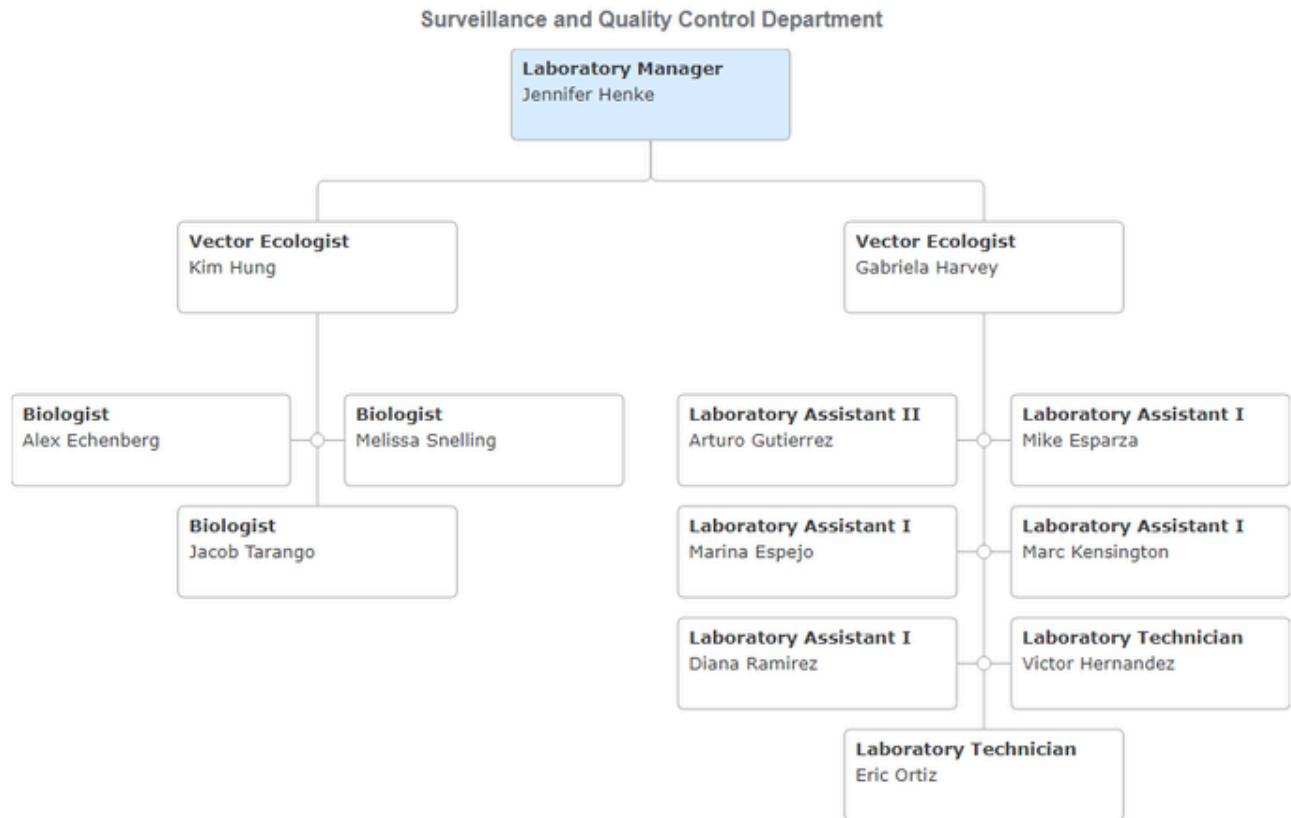 Surveillance and Quality Control Department
Laboratory Manager
Jennifer Henke
Vector Ecologist
Kim Hung
Vector Ecologist
Gabriela Harvey
Biologist
Alex Echenberg
Biologist
Melissa Snelling
Biologist
Jacob Tarango
Laboratory Assistant II
Arturo Gutierrez
Laboratory Assistant I
Mike Esparza
Laboratory Assistant I
Marina Espejo
Laboratory Assistant I
Marc Kensington
Laboratory Assistant I
Diana Ramirez
Laboratory Technician
Victor Hernandez
Laboratory Technician
Eric Ortiz